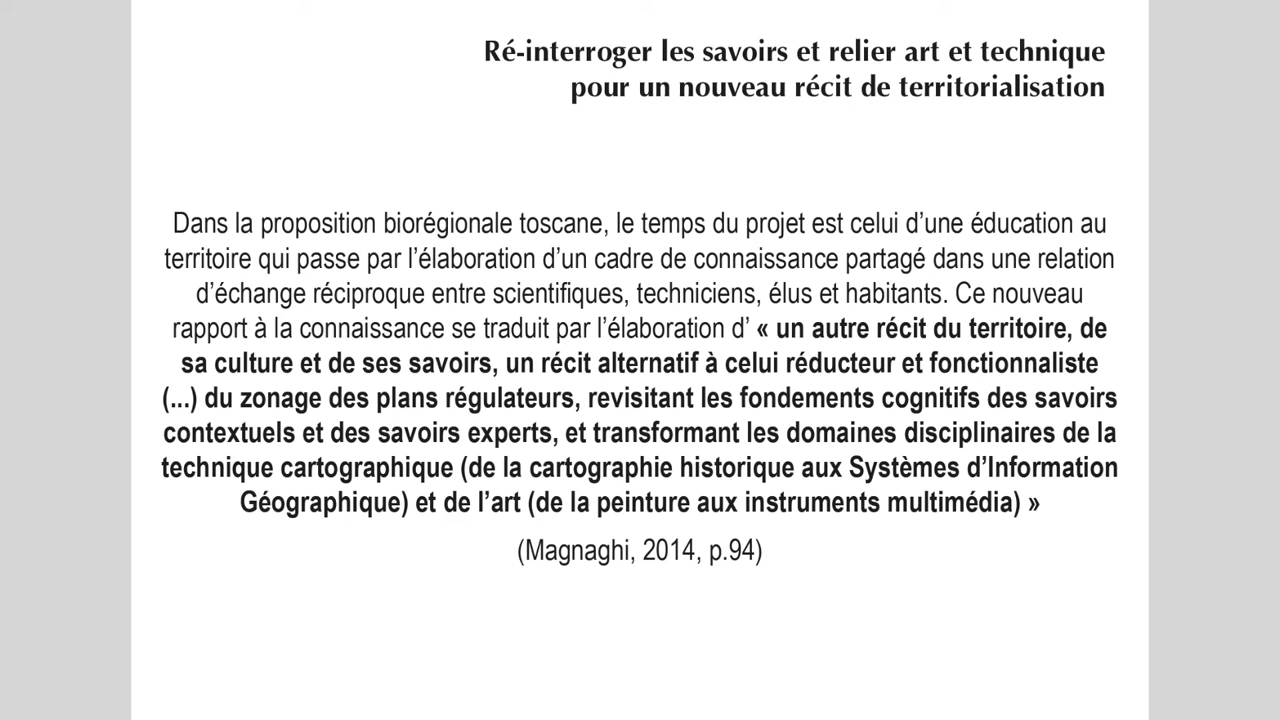 Ré-interroger les savoirs et relier art et technique
pour un nouveau récit de territorialisation
Dans la proposition biorégionale toscane, le temps du projet est celui d’une éducation au
territoire qui passe par l’élaboration d’un cadre de connaissance partagé dans une relation
d’échange réciproque entre scientifiques, techniciens, élus et habitants. Ce nouveau
rapport à la connaissance se traduit par l’élaboration d’ « un autre récit du territoire, de
sa culture et de ses savoirs, un récit alternatif à celui réducteur et fonctionnaliste
(...) du zonage des plans régulateurs, revisitant les fondements cognitifs des savoirs
contextuels et des savoirs experts, et transformant les domaines disciplinaires de la
technique cartographique (de la cartographie historique aux Systèmes d’Information
Géographique) et de l’art (de la peinture aux instruments multimédia) »
(Magnaghi, 2014, p.94)